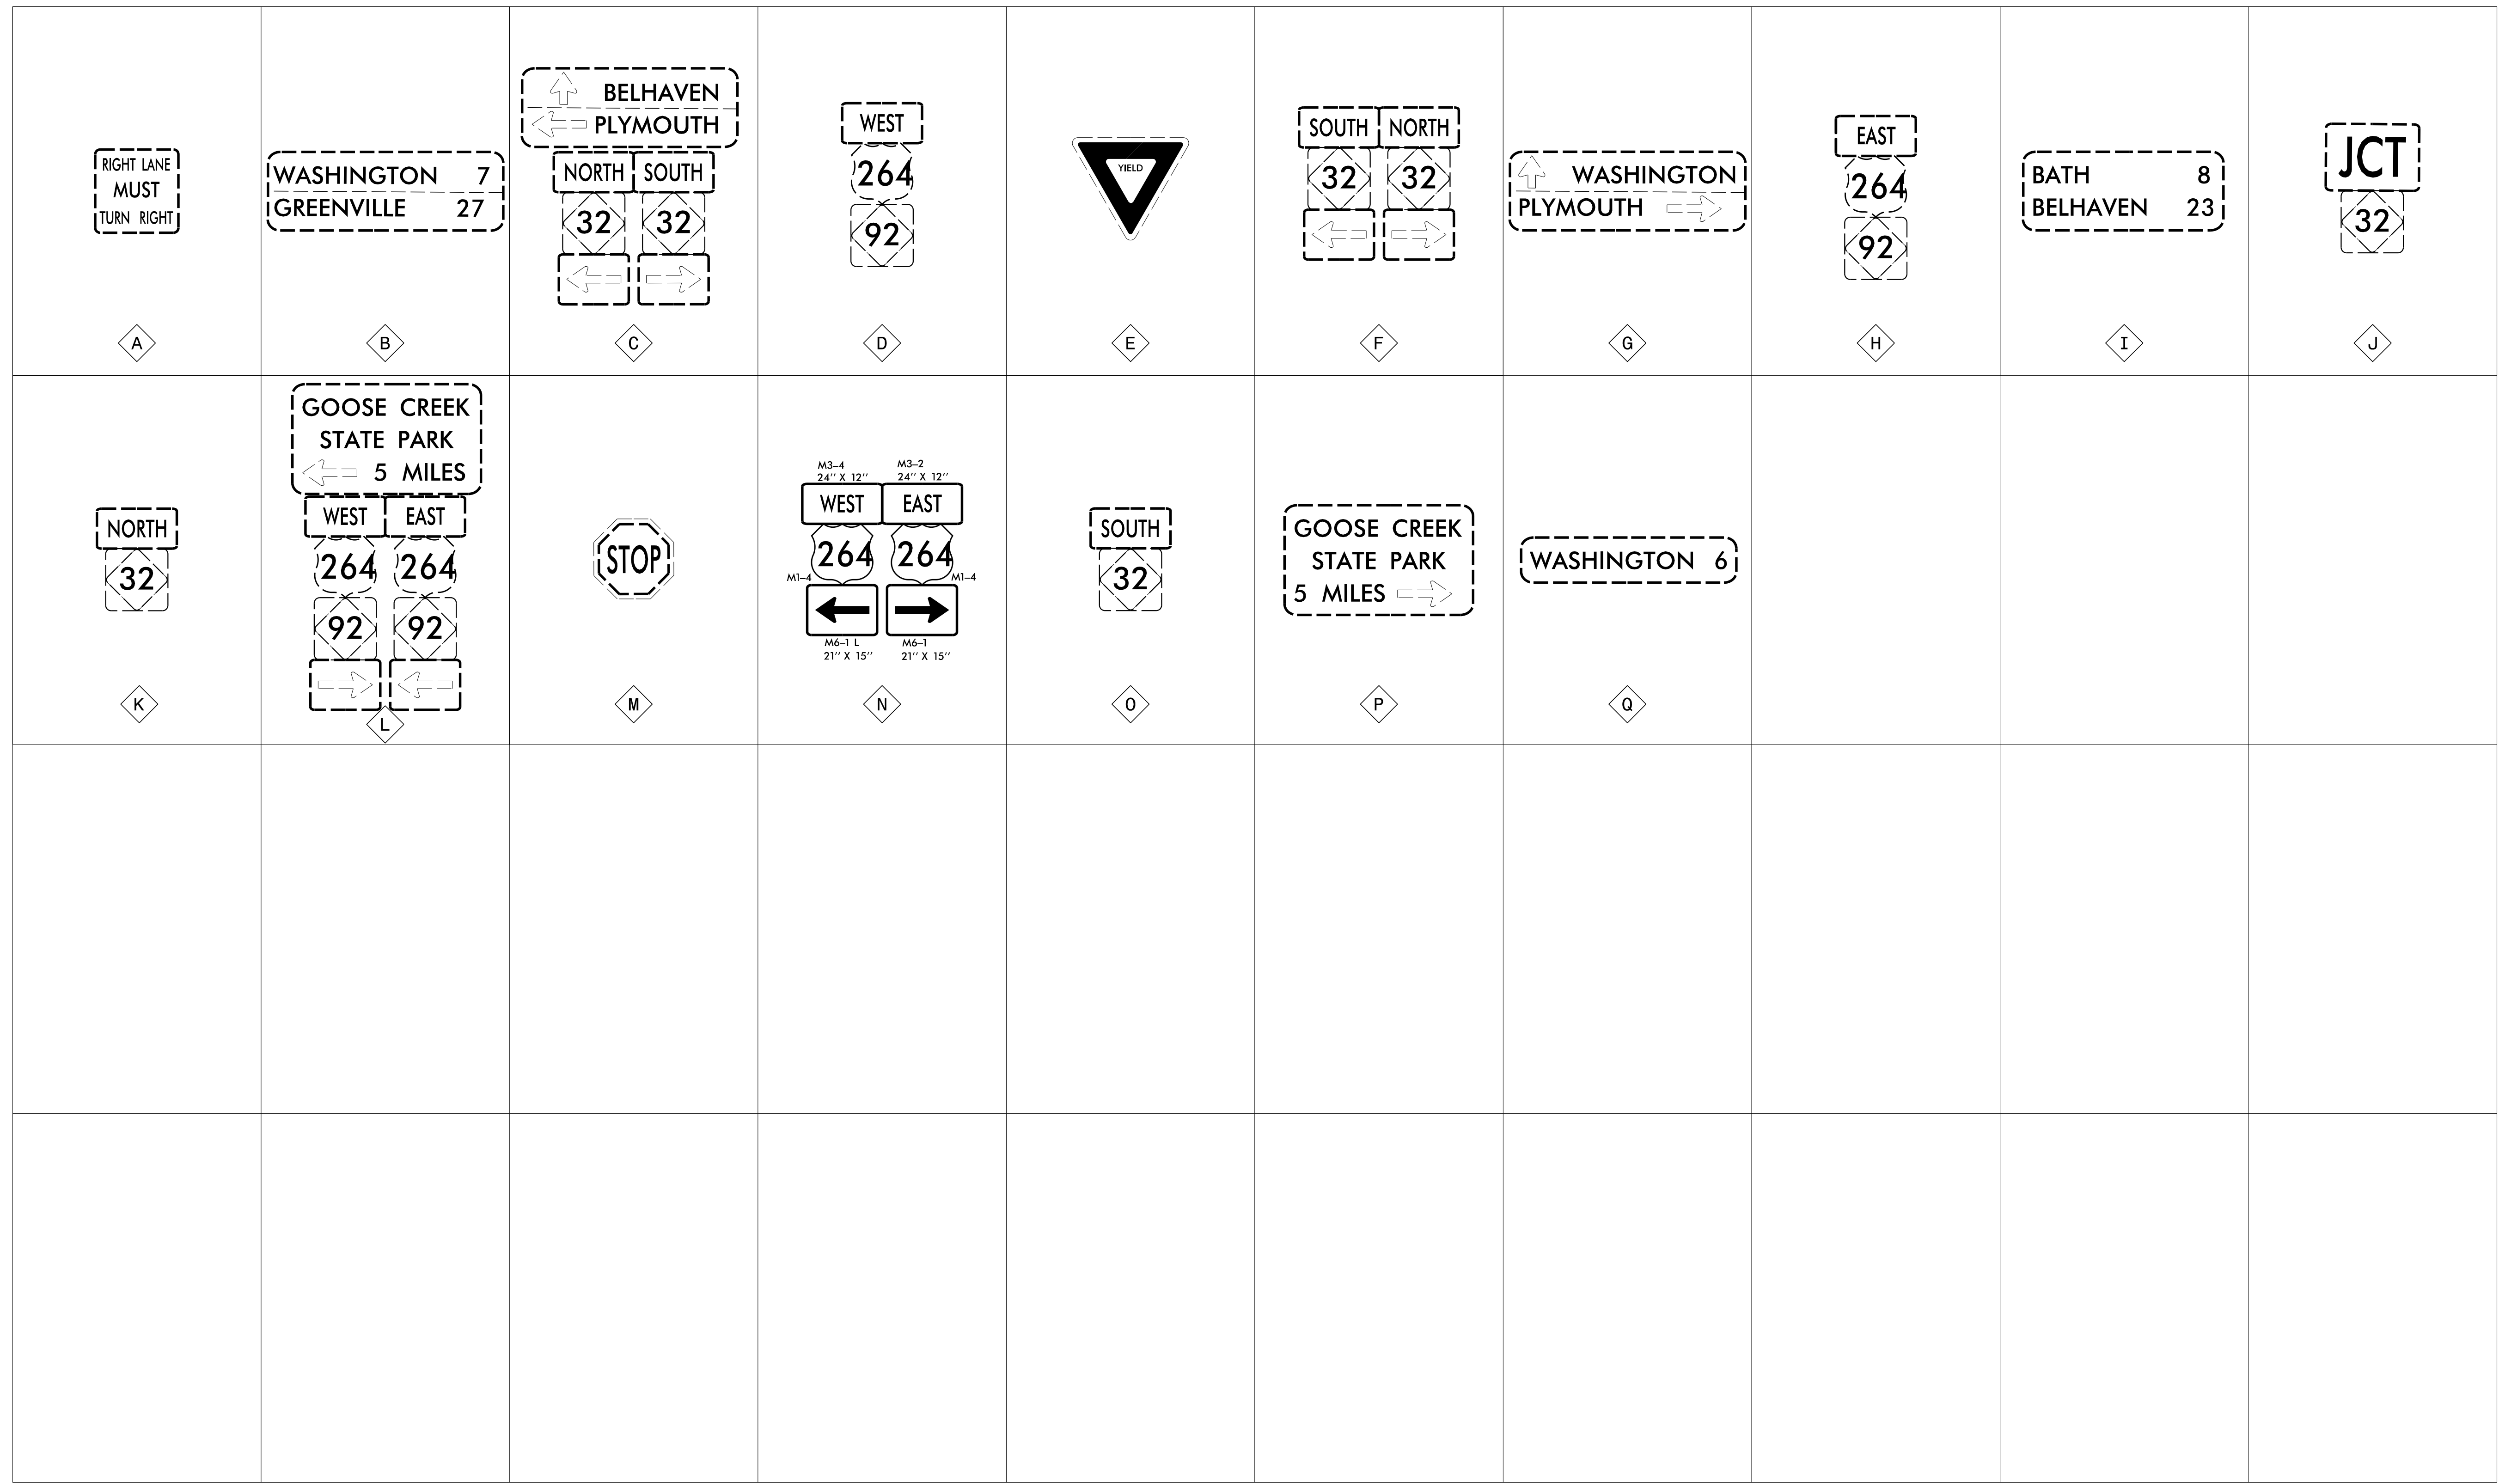 RIGHT LANE
MUST
TURN RIGHT
A
WASHINGTON 7
GREENVILLE 27
B
BELHAVEN
PLYMOUTH
NORTH SOUTH
32 32
C
WEST
264
92
D
YIELD
E
SOUTH NORTH
32 32
F
WASHINGTON
PLYMOUTH
G
EAST
264
92
H
BATH 8
BELHAVEN 23
I
JCT
32
J
NORTH
32
K
GOOSE CREEK
STATE PARK
5 MILES
WEST EAST
264 264
92 92
L
STOP
M
M3-4 M3-2
24'' X 12'' 24'' X 12''
WEST EAST
264 264
M1-4 M1-4
M6-1 L M6-1
21'' X 15'' 21'' X 15''
N
SOUTH
32
O
GOOSE CREEK
STATE PARK
5 MILES
P
WASHINGTON 6
Q